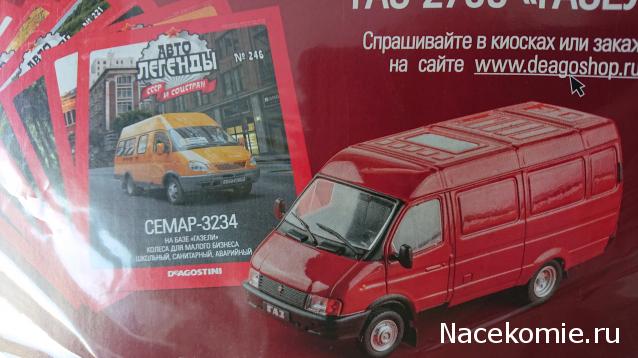 ГАЗ-2705 «ГАЗЕЛ
Спрашивайте в киосках или зака
на сайте www.deagoshop.ru
АВТО
ЛЕГЕНДЫ
СССР И СОЦСТРАН
№ 246
СЕМАР-3234
НА БАЗЕ «ГАЗЕЛИ»
КОЛЕСА ДЛЯ МАЛОГО БИЗНЕСА
ШКОЛЬНЫЙ, САНИТАРНЫЙ, АВАРИЙНЫЙ
DEAGOSTINI
ГАЗ
Nacekomie.ru